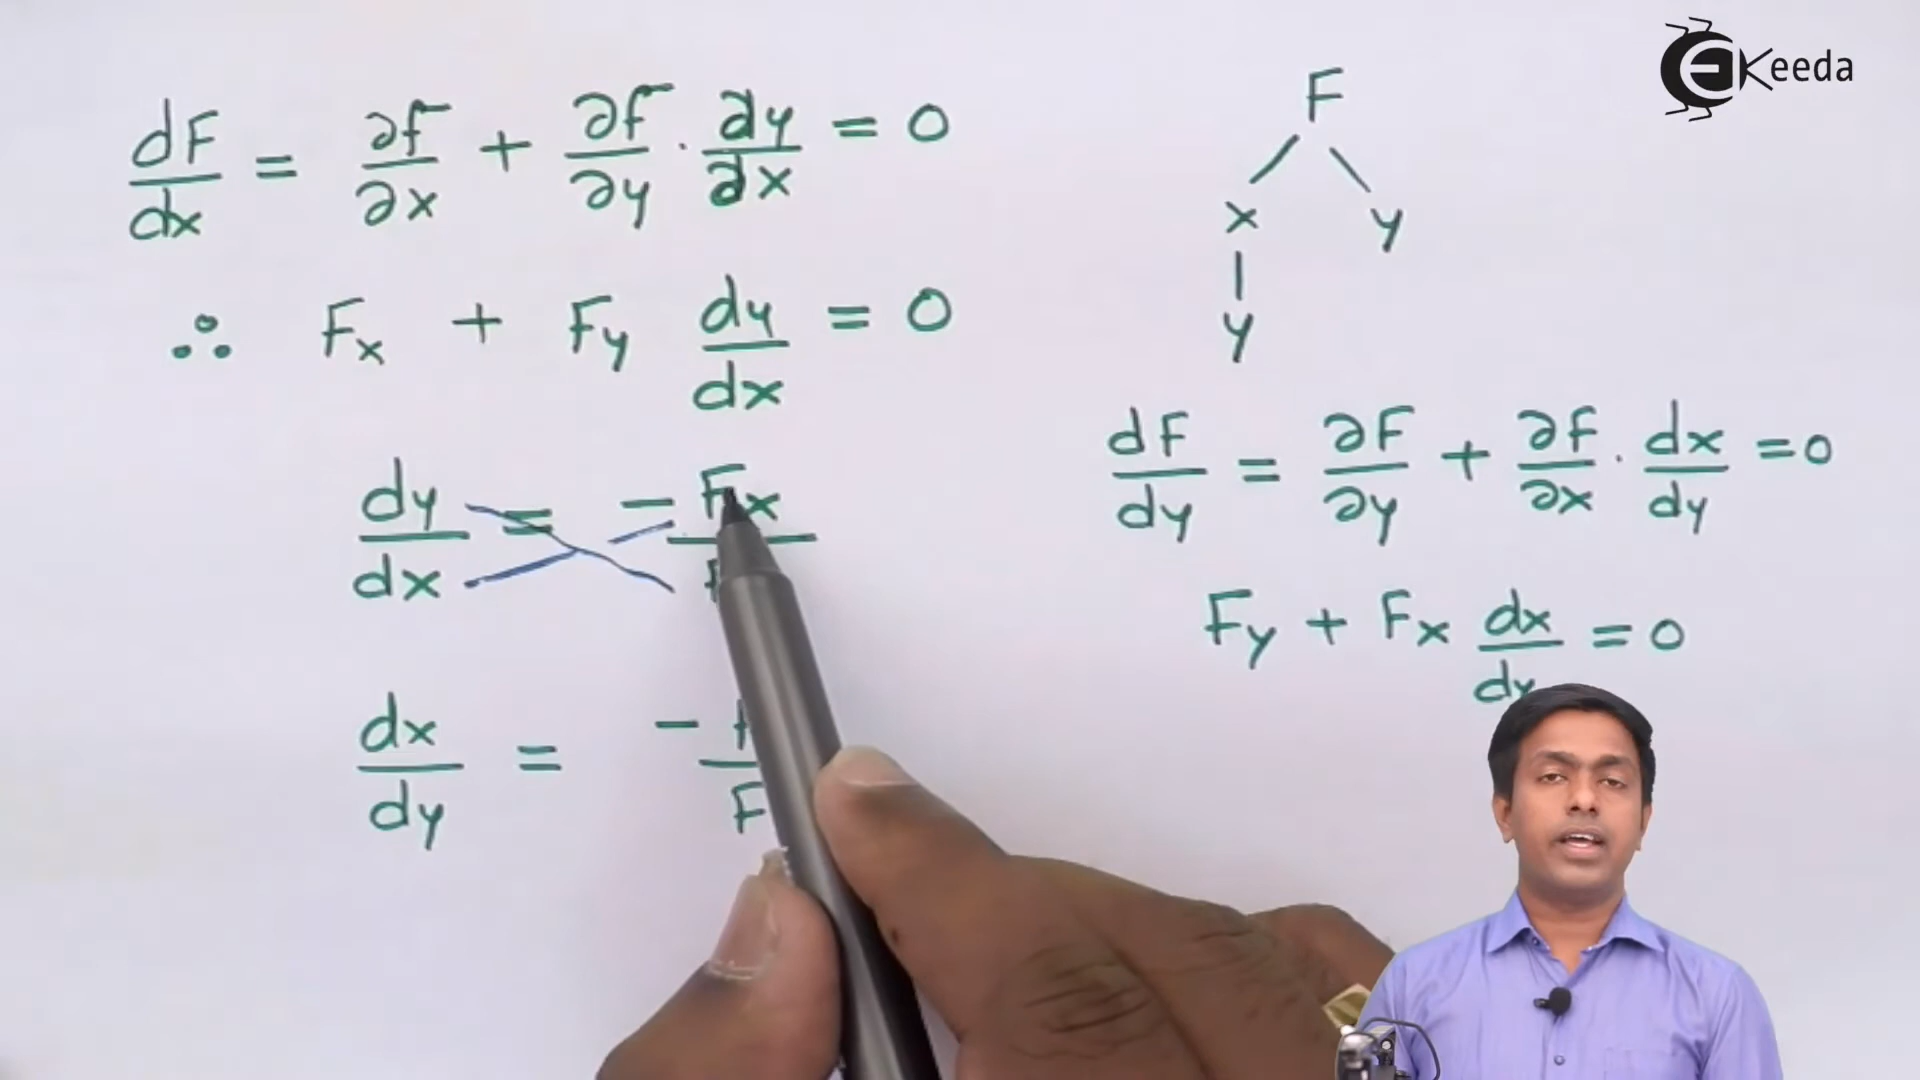 dF/dx = ∂f/∂x + ∂f/∂y · dy/dx = 0
∴ Fx + Fy dy/dx = 0
dy/dx = - Fx/
dx/dy = - /F
EKeeda
F
x y
y
dF/dy = ∂F/∂y + ∂F/∂x · dx/dy = 0
Fy + Fx dx/dy = 0